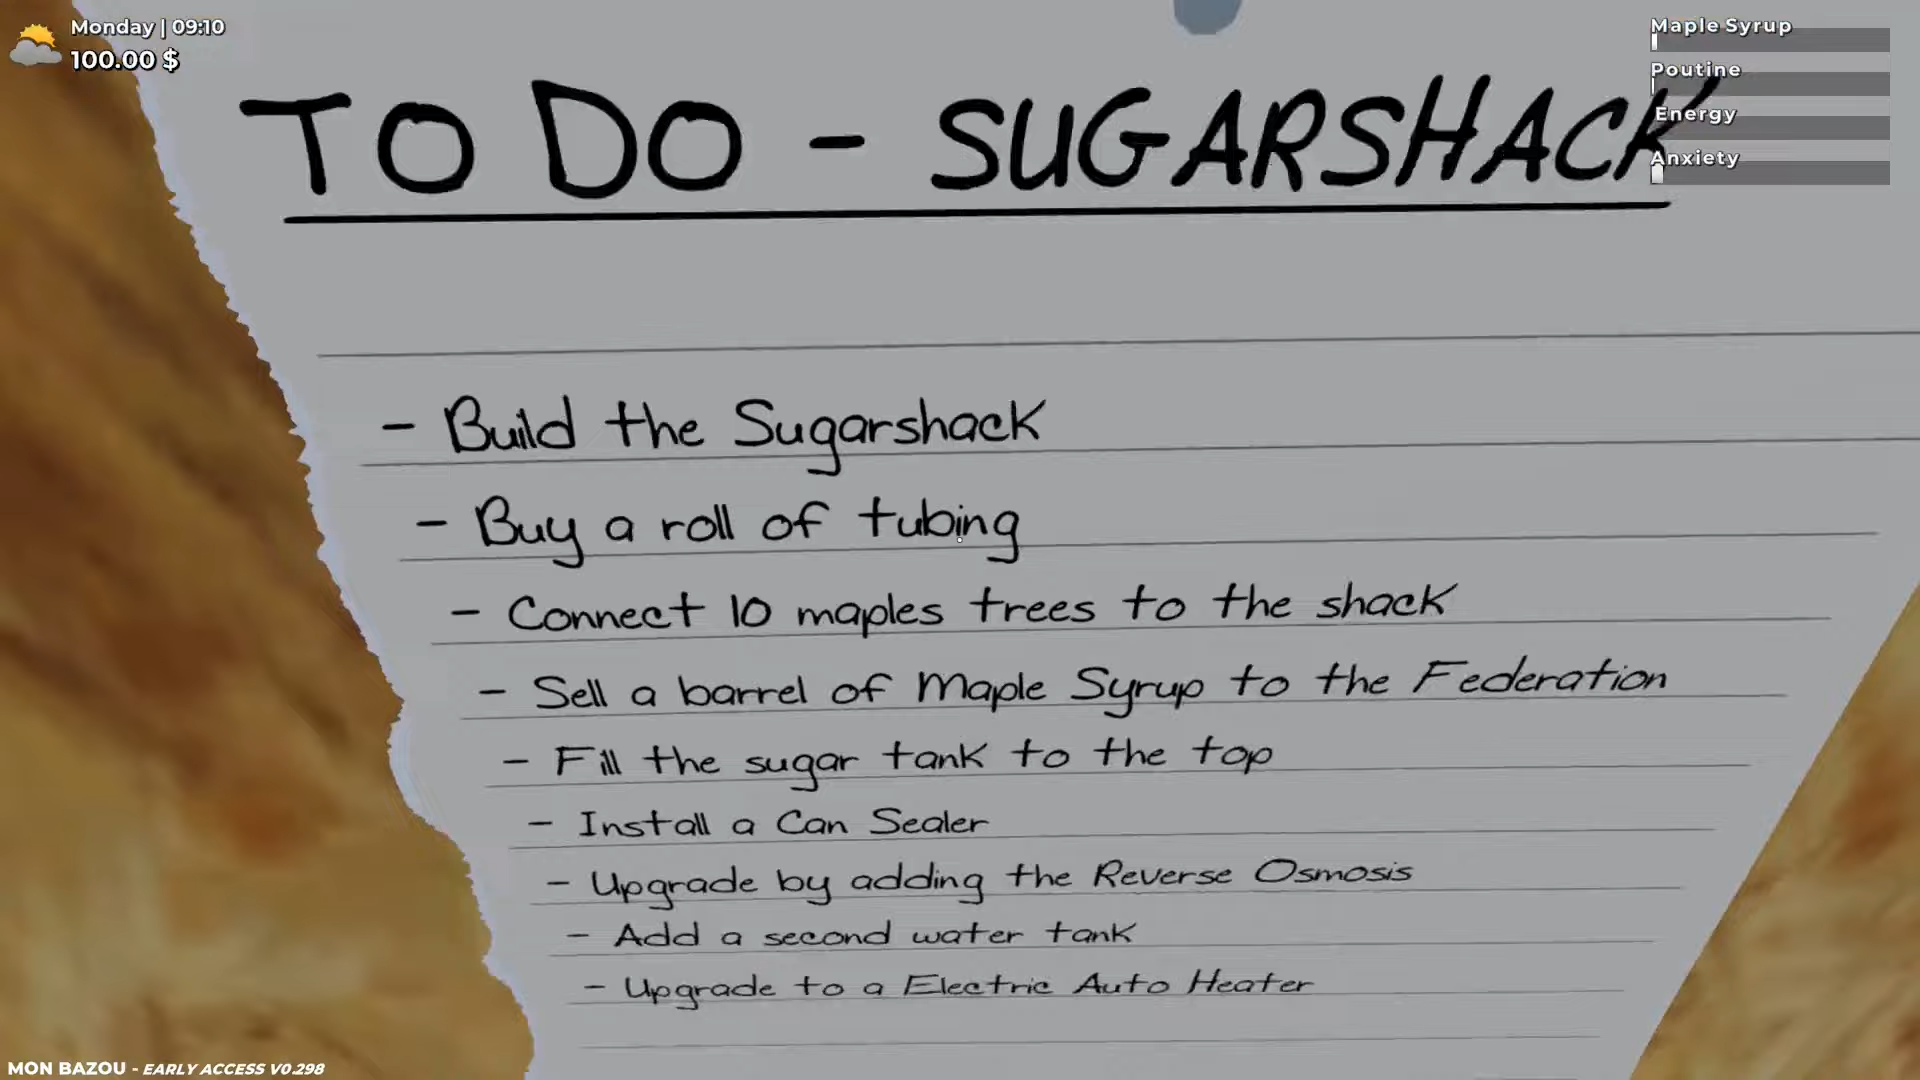 Monday | 09:10
100.00 $
Maple Syrup
Poutine
Energy
Anxiety
TO DO - SUGARSHACK
- Build the Sugarshack
- Buy a roll of tubing
- Connect 10 maples trees to the shack
- Sell a barrel of Maple Syrup to the Federation
- Fill the sugar tank to the top
- Install a Can Sealer
- Upgrade by adding the Reverse Osmosis
- Add a second water tank
- Upgrade to a Electric Auto Heater
MON BAZOU - EARLY ACCESS V0.298